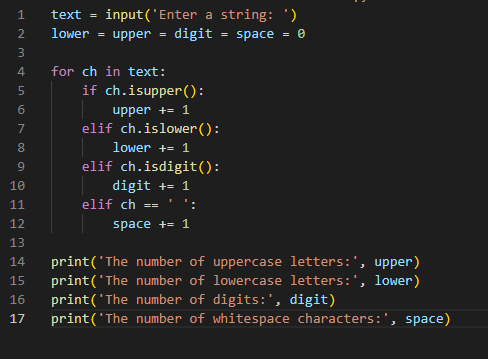 1 text = input('Enter a string: ')
2 lower = upper = digit = space = 0
3
4 for ch in text:
5     if ch.isupper():
6         upper += 1
7     elif ch.islower():
8         lower += 1
9     elif ch.isdigit():
10         digit += 1
11     elif ch == ' ':
12         space += 1
13
14 print('The number of uppercase letters:', upper)
15 print('The number of lowercase letters:', lower)
16 print('The number of digits:', digit)
17 print('The number of whitespace characters:', space)